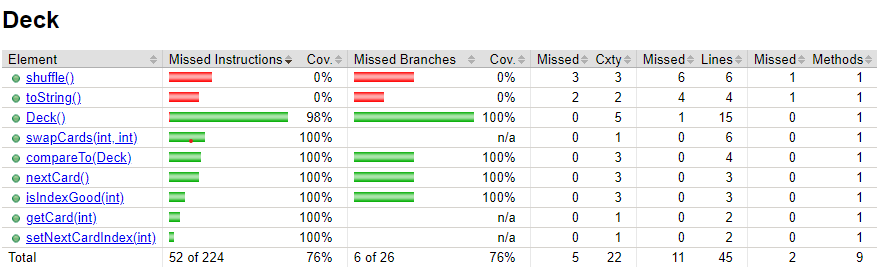 Deck
Element Missed Instructions Cov. Missed Branches Cov. Missed Cxty Missed Lines Missed Methods
shuffle() 0% 0% 3 3 6 6 1 1
toString() 0% 0% 2 2 4 4 1 1
Deck() 98% 100% 0 5 1 15 0 1
swapCards(int, int) 100% n/a 0 1 0 6 0 1
compareTo(Deck) 100% 100% 0 3 0 4 0 1
nextCard() 100% 100% 0 3 0 3 0 1
isIndexGood(int) 100% 100% 0 3 0 3 0 1
getCard(int) 100% n/a 0 1 0 2 0 1
setNextCardIndex(int) 100% n/a 0 1 0 2 0 1
Total 52 of 224 76% 6 of 26 76% 5 22 11 45 2 9